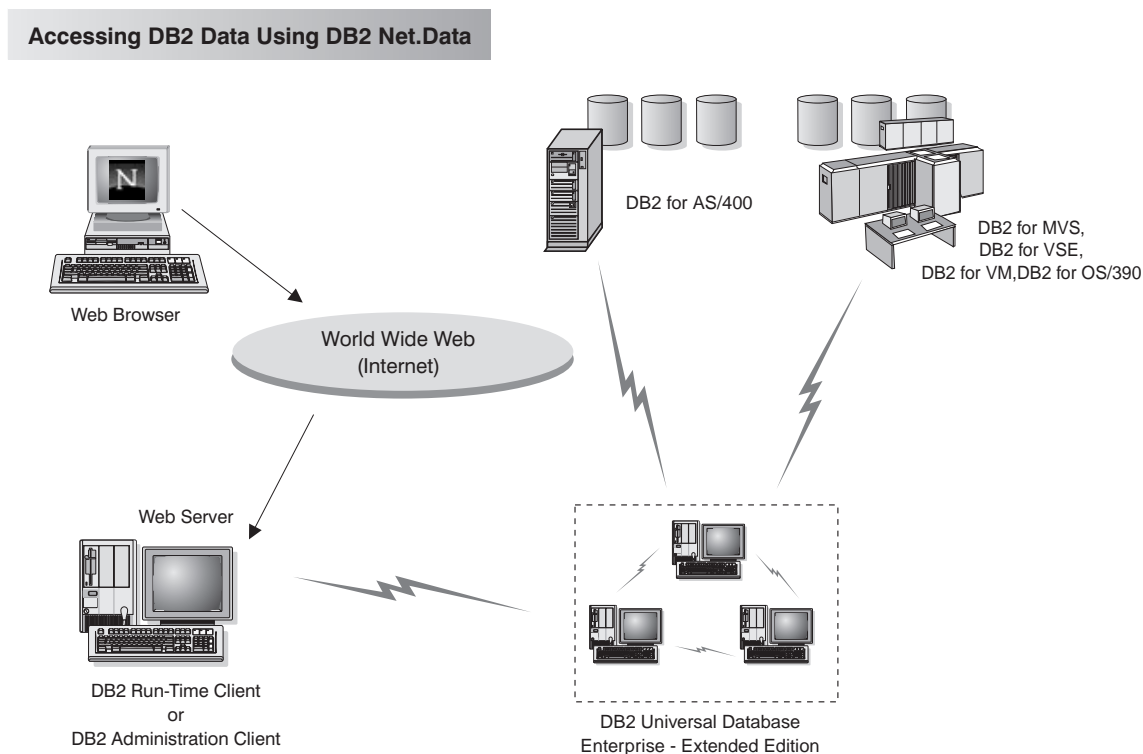 Accessing DB2 Data Using DB2 Net.Data
N
Web Browser
DB2 for AS/400
DB2 for MVS,
DB2 for VSE,
DB2 for VM,DB2 for OS/390
World Wide Web
(Internet)
Web Server
DB2 Run-Time Client
or
DB2 Administration Client
DB2 Universal Database
Enterprise - Extended Edition